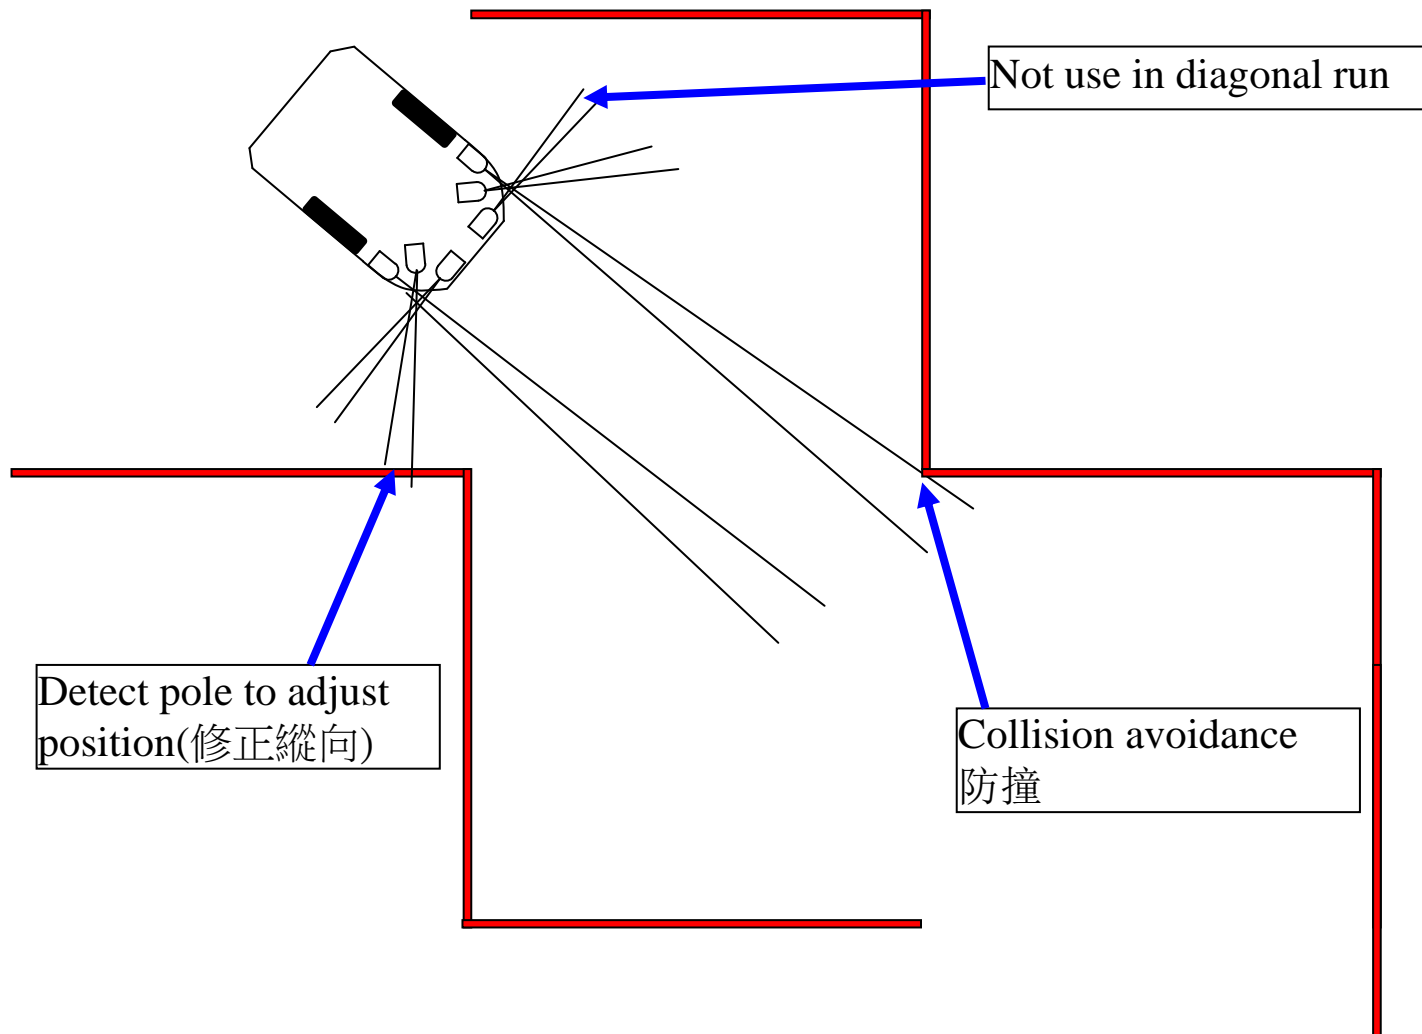 Not use in diagonal run
Detect pole to adjust
position(修正縱向)
Collision avoidance
防撞